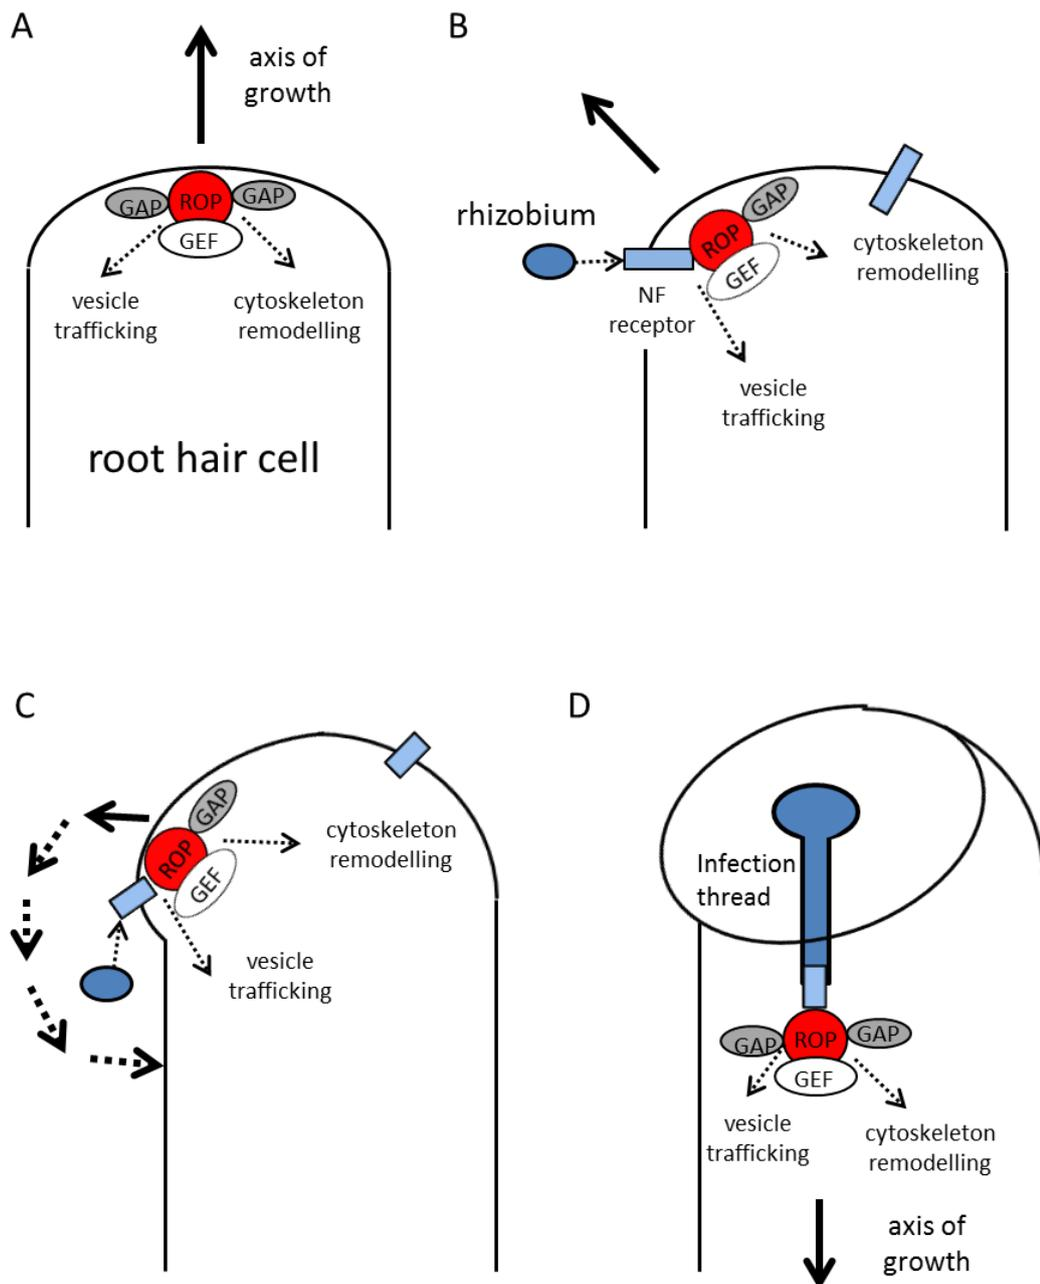 A
axis of
growth
GAP
ROP
GAP
GEF
vesicle
trafficking
cytoskeleton
remodelling
root hair cell
B
rhizobium
GAP
ROP
GEF
NF
receptor
cytoskeleton
remodelling
vesicle
trafficking
C
GAP
ROP
GEF
cytoskeleton
remodelling
vesicle
trafficking
D
Infection
thread
GAP
ROP
GAP
GEF
vesicle
trafficking
cytoskeleton
remodelling
axis of
growth